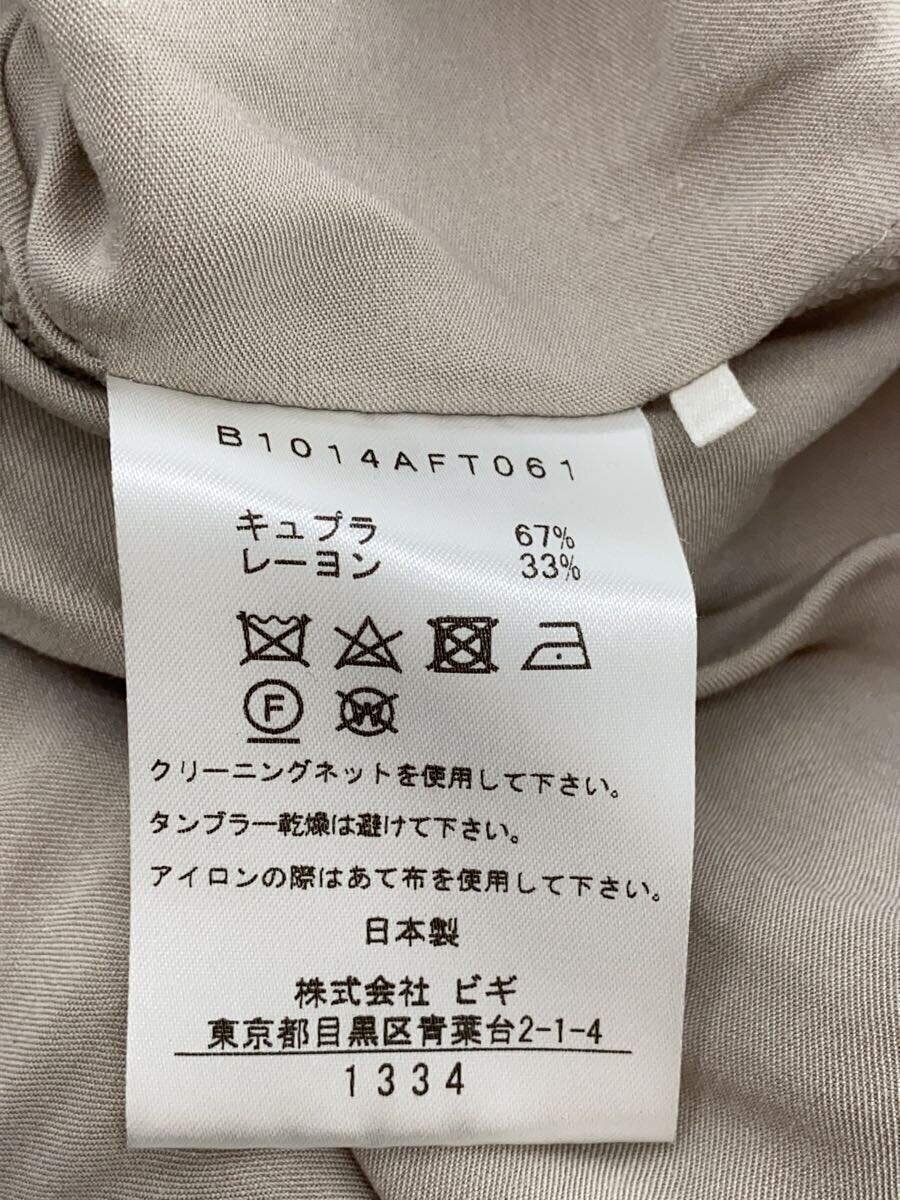 B1014AFT061
キュプラ 67%
レーヨン 33%
F W
クリーニングネットを使用して下さい。
タンブラー乾燥は避けて下さい。
アイロンの際はあて布を使用して下さい。
日本製
株式会社 ビギ
東京都目黒区青葉台2-1-4
1334